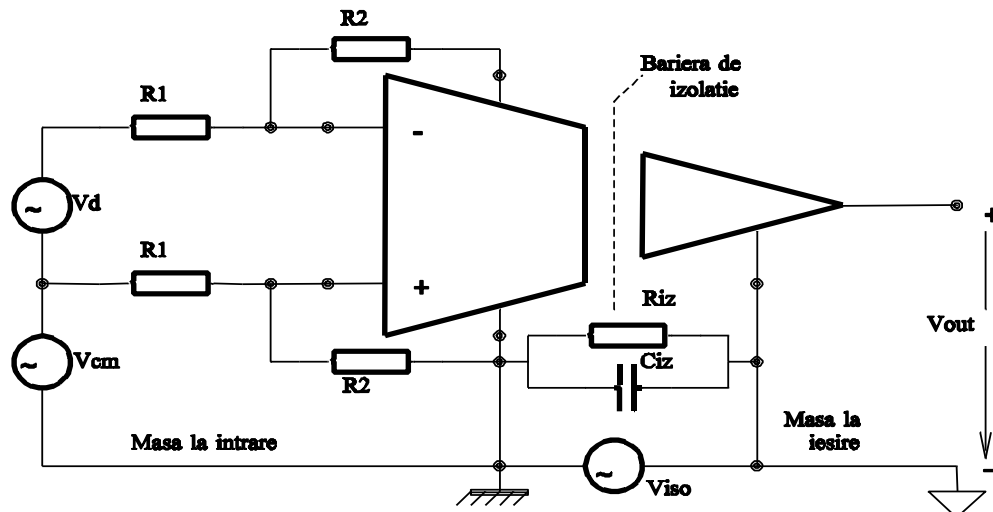 R2
Bariera de
izolatie
R1
-
Vd
R1
+
+
Riz
Vout
Vcm
Ciz
R2
Masa la intrare
Masa la
iesire
Viso
-